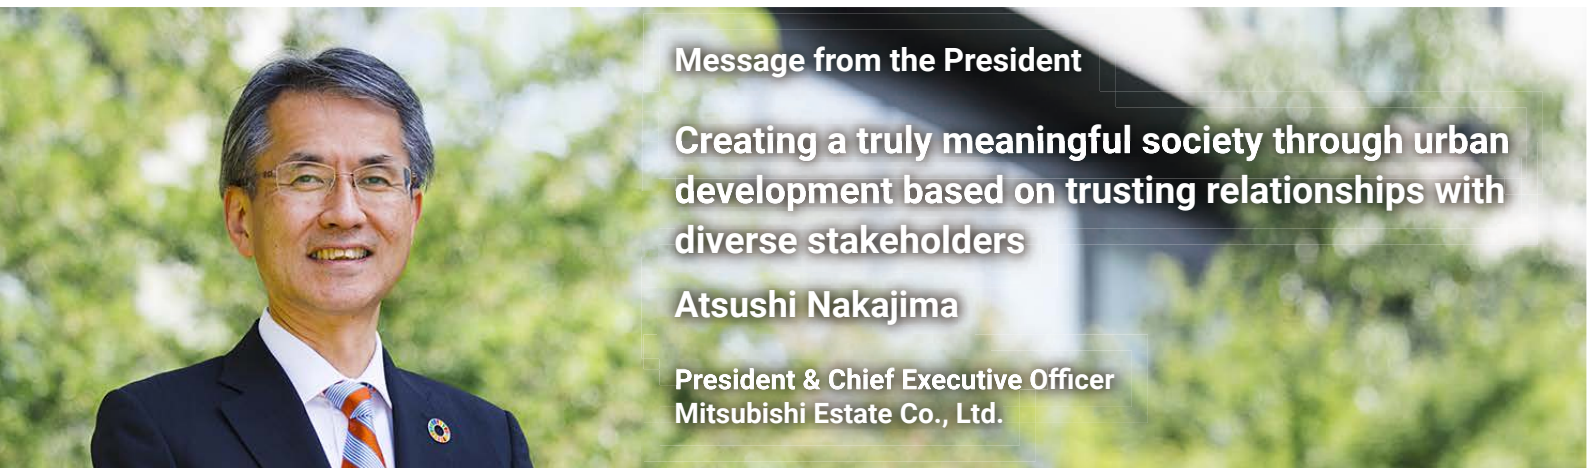 Message from the President
Creating a truly meaningful society through urban
development based on trusting relationships with
diverse stakeholders
Atsushi Nakajima
President & Chief Executive Officer
Mitsubishi Estate Co., Ltd.